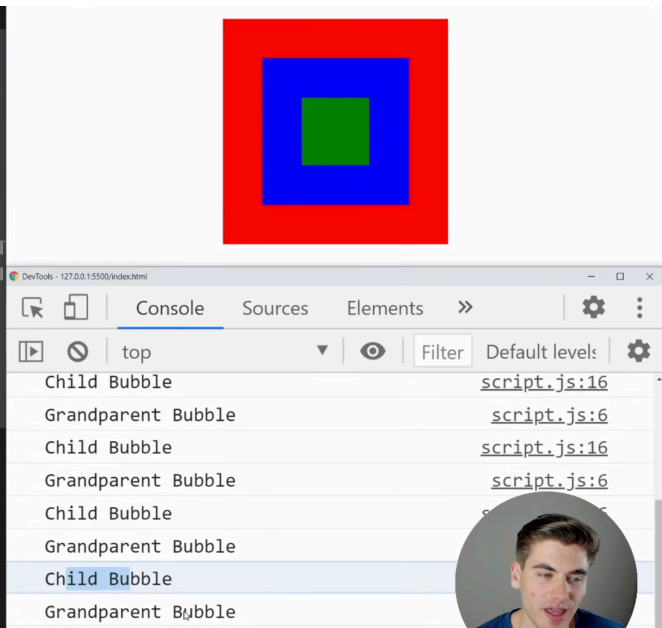 DevTools - 127.0.0.1:5500/index.html
Console Sources Elements
top Filter Default levels
Child Bubble script.js:16
Grandparent Bubble script.js:6
Child Bubble script.js:16
Grandparent Bubble script.js:6
Child Bubble
Grandparent Bubble
Child Bubble
Grandparent Bubble